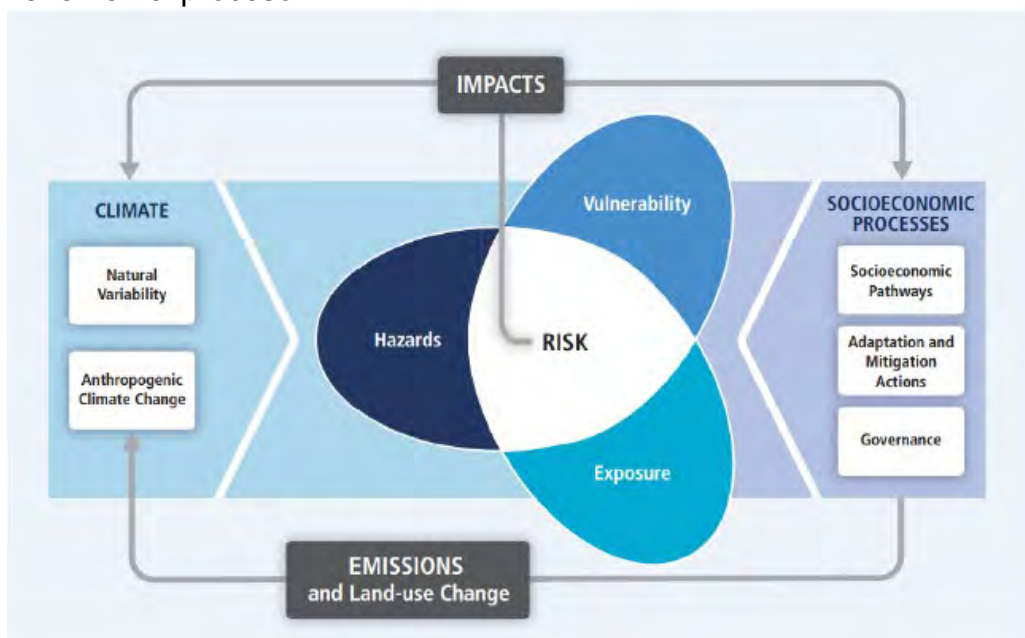 IMPACTS
CLIMATE
Natural
Variability
Anthropogenic
Climate Change
Vulnerability
Hazards
RISK
Exposure
SOCIOECONOMIC
PROCESSES
Socioeconomic
Pathways
Adaptation and
Mitigation
Actions
Governance
EMISSIONS
and Land-use Change